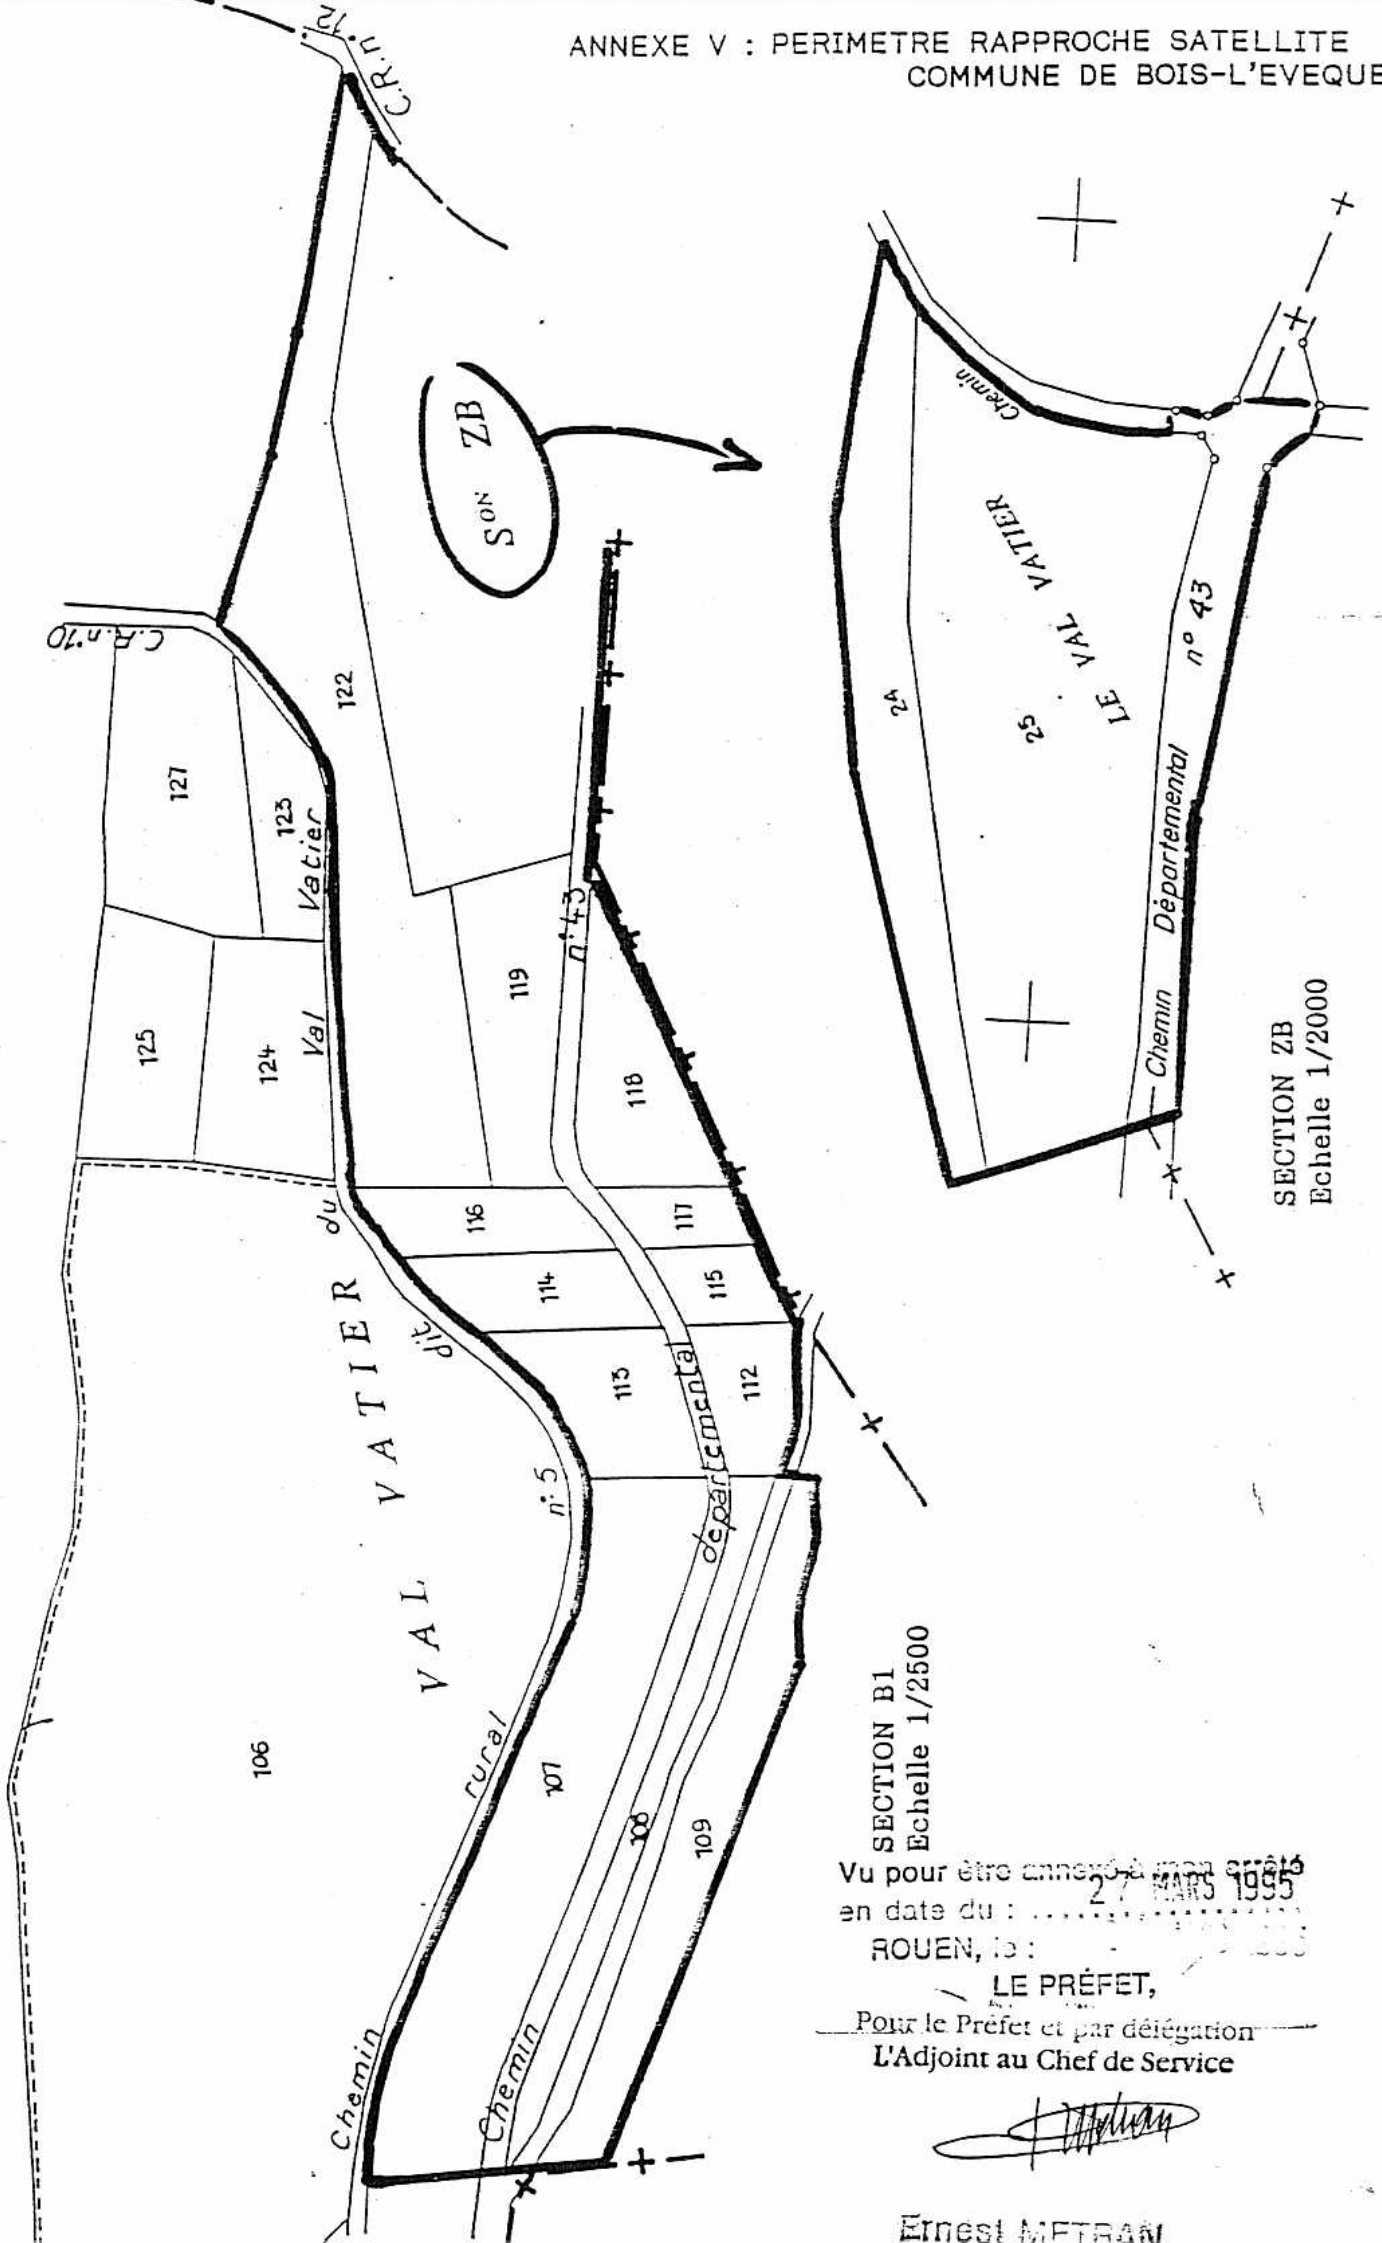 ANNEXE V : PERIMETRE RAPPROCHE SATELLITE
COMMUNE DE BOIS-L'EVEQUE
C.R. n°12
C.R. n°10
Son ZB
122
127
123
125
124
119
118
116
117
114
115
113
112
106
107
108
109
Chemin rural n°5 dit du Val Vatier
VAL VATIER
Chemin départemental n°43
Chemin
LE VAL VATIER
24
25
Chemin Départemental n° 43
SECTION ZB
Echelle 1/2000
SECTION B1
Echelle 1/2500
Vu pour être annexé à mon arrêté
en date du : 27 MARS 1995
ROUEN, le :
LE PRÉFET,
Pour le Préfet et par délégation
L'Adjoint au Chef de Service
Ernest METRAN